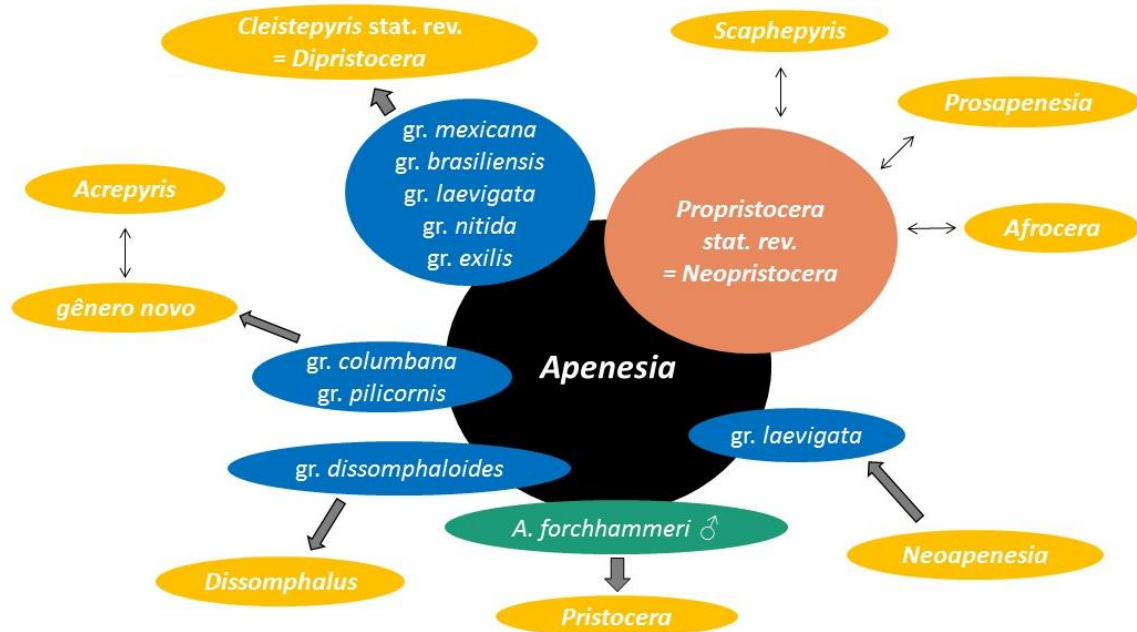 Cleistepyris stat. rev.
= Dipristocera
Scaphepyris
Prosapenesia
Afrocera
gr. mexicana
gr. brasiliensis
gr. laevigata
gr. nitida
gr. exilis
Propristocera
stat. rev.
= Neopristocera
Acrepyris
gênero novo
gr. columbana
gr. pilicornis
Apenesia
gr. laevigata
gr. dissomphaloides
A. forchhammeri ♂
Neoapenesia
Dissomphalus
Pristocera